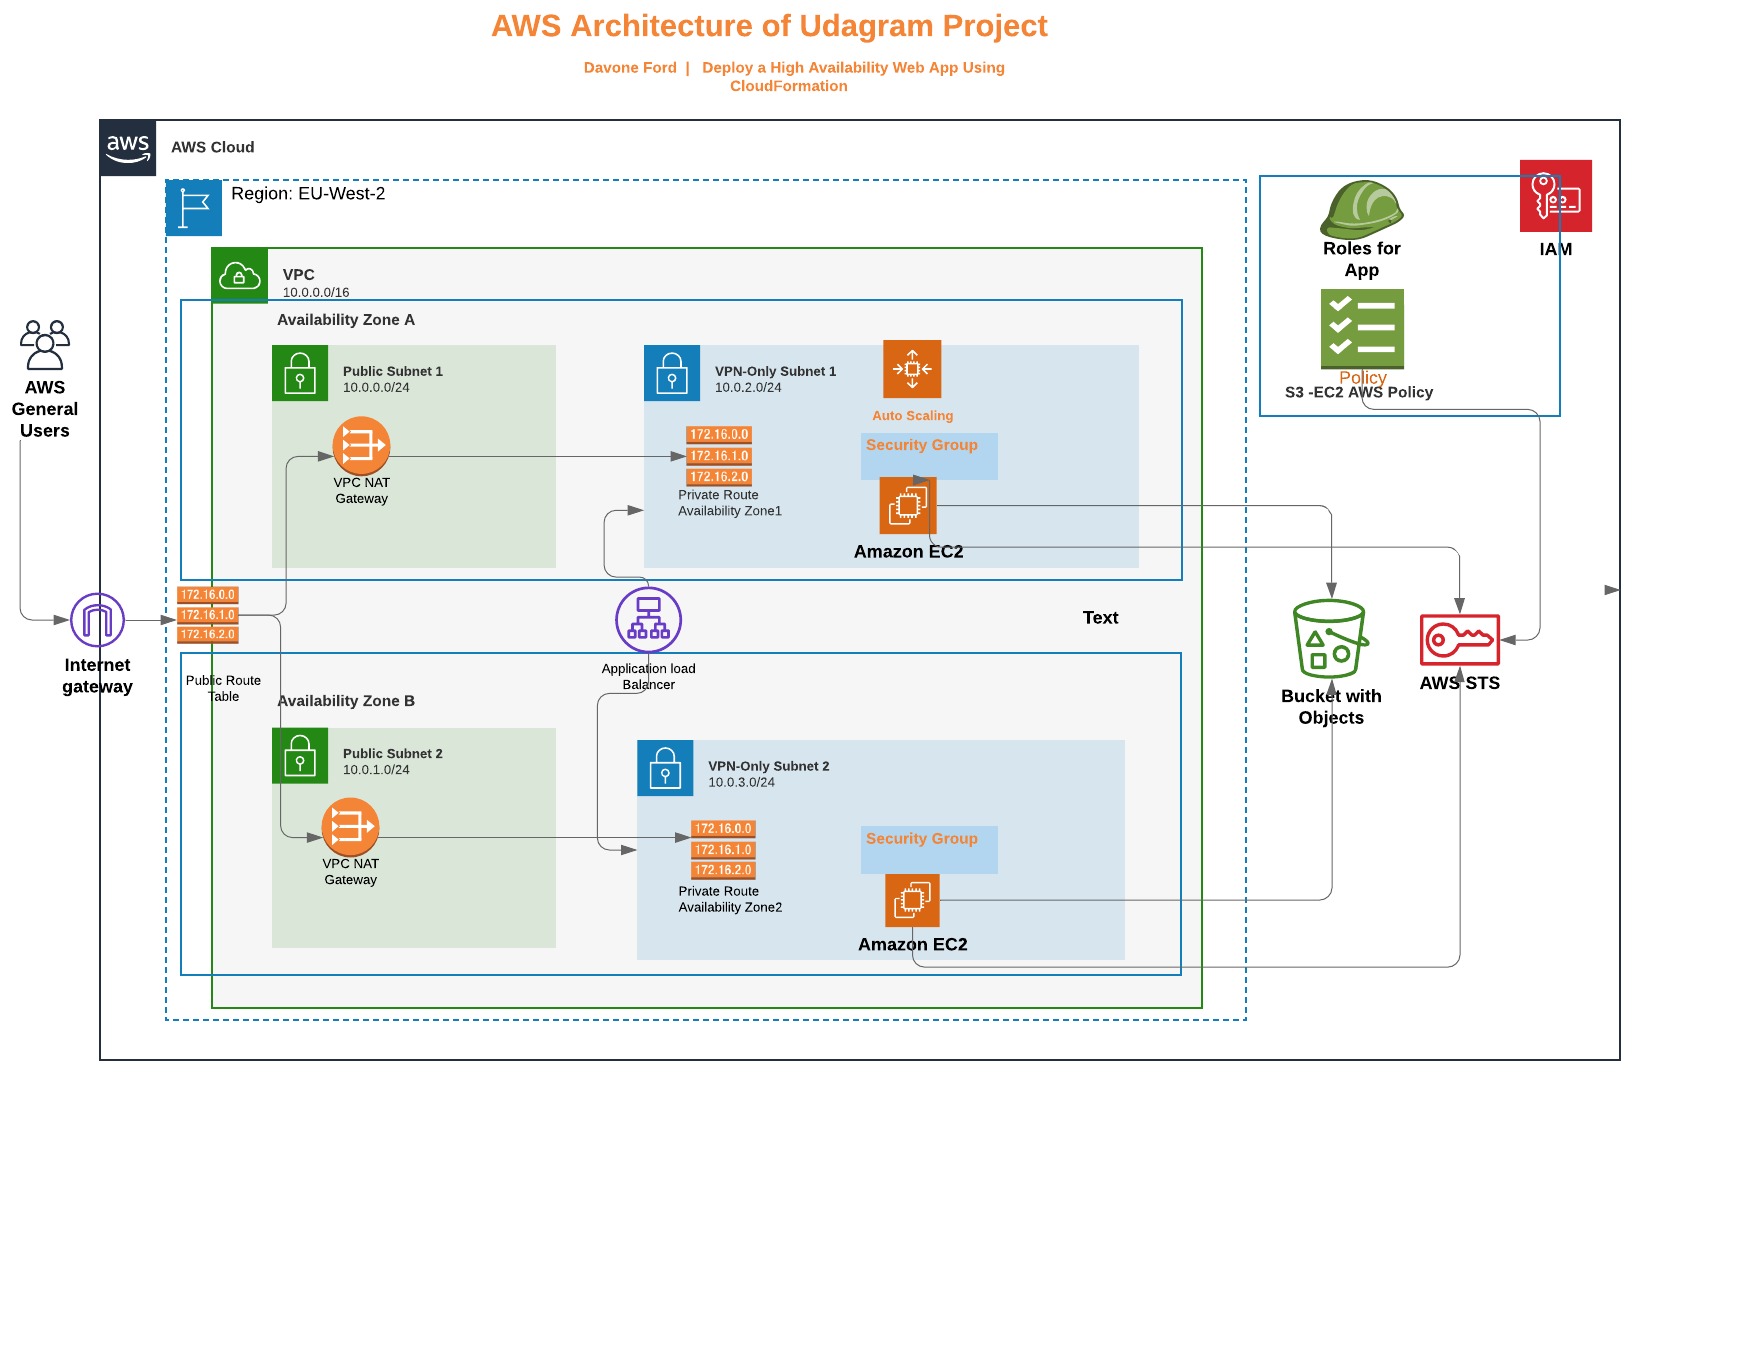 AWS Architecture of Udagram Project
Davone Ford | Deploy a High Availability Web App Using
CloudFormation
aws
AWS Cloud
Region: EU-West-2
VPC
10.0.0.0/16
Availability Zone A
Public Subnet 1
10.0.0.0/24
VPC NAT
Gateway
VPN-Only Subnet 1
10.0.2.0/24
Auto Scaling
172.16.0.0
172.16.1.0
172.16.2.0
Private Route
Availability Zone1
Security Group
Amazon EC2
Roles for
App
IAM
Policy
S3 -EC2 AWS Policy
AWS
General
Users
Internet
gateway
172.16.0.0
172.16.1.0
172.16.2.0
Public Route
Table
Application load
Balancer
Text
Bucket with
Objects
AWS STS
Availability Zone B
Public Subnet 2
10.0.1.0/24
VPC NAT
Gateway
VPN-Only Subnet 2
10.0.3.0/24
172.16.0.0
172.16.1.0
172.16.2.0
Private Route
Availability Zone2
Security Group
Amazon EC2